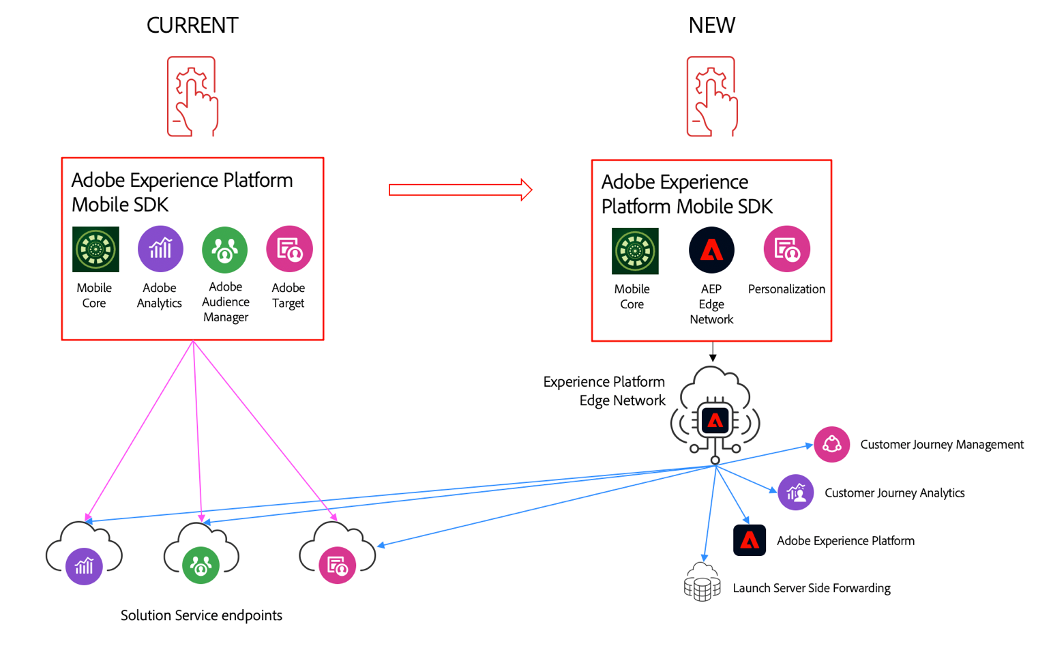 CURRENT
NEW
Adobe Experience Platform
Mobile SDK
Mobile
Core
Adobe
Analytics
Adobe
Audience
Manager
Adobe
Target
Adobe Experience
Platform Mobile SDK
Mobile
Core
AEP
Edge
Network
Personalization
Experience Platform
Edge Network
Customer Journey Management
Customer Journey Analytics
Adobe Experience Platform
Launch Server Side Forwarding
Solution Service endpoints